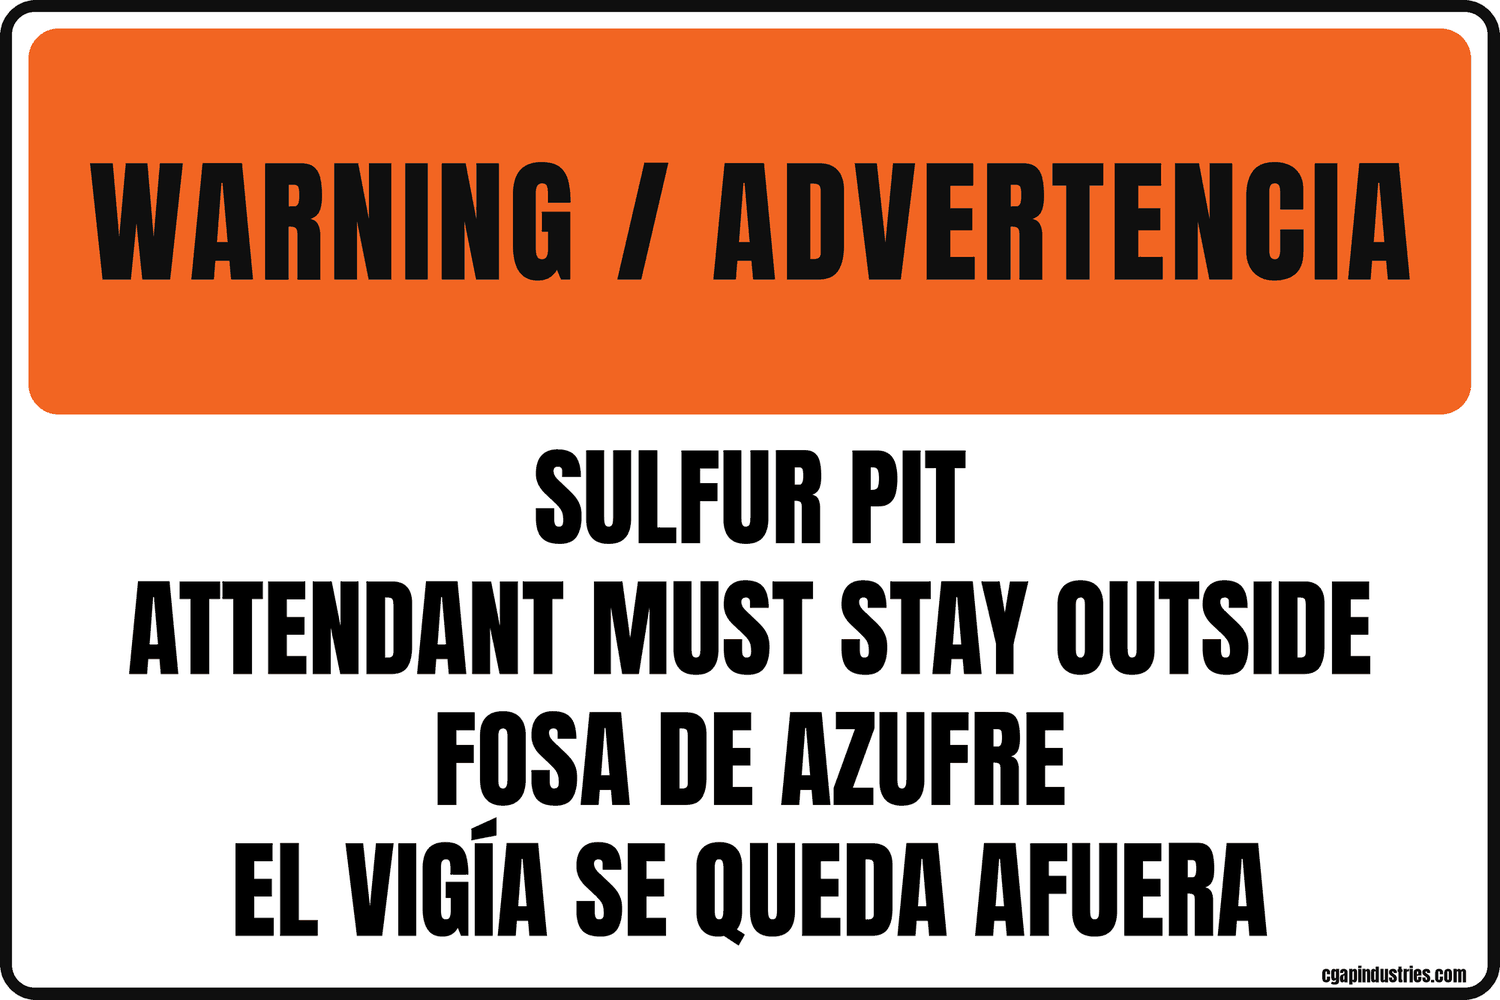 WARNING / ADVERTENCIA
SULFUR PIT
ATTENDANT MUST STAY OUTSIDE
FOSA DE AZUFRE
EL VIGÍA SE QUEDA AFUERA
cgapindustries.com